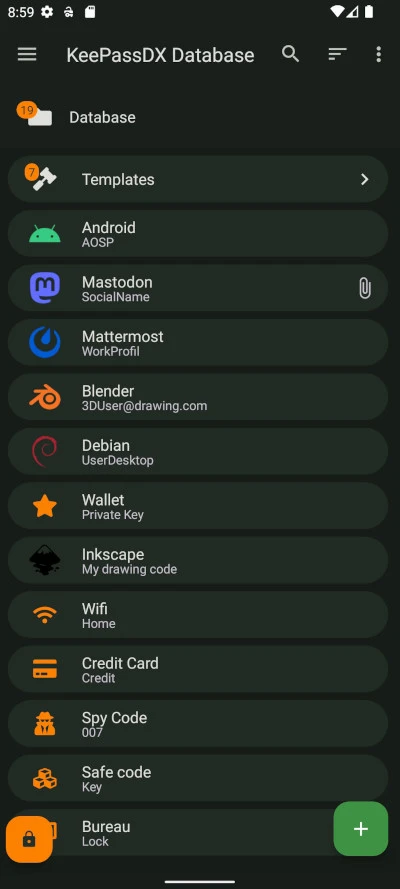 8:59
KeePassDX Database
19
Database
7
Templates
Android
AOSP
Mastodon
SocialName
Mattermost
WorkProfil
Blender
3DUser@drawing.com
Debian
UserDesktop
Wallet
Private Key
Inkscape
My drawing code
Wifi
Home
Credit Card
Credit
Spy Code
007
Safe code
Key
Bureau
Lock